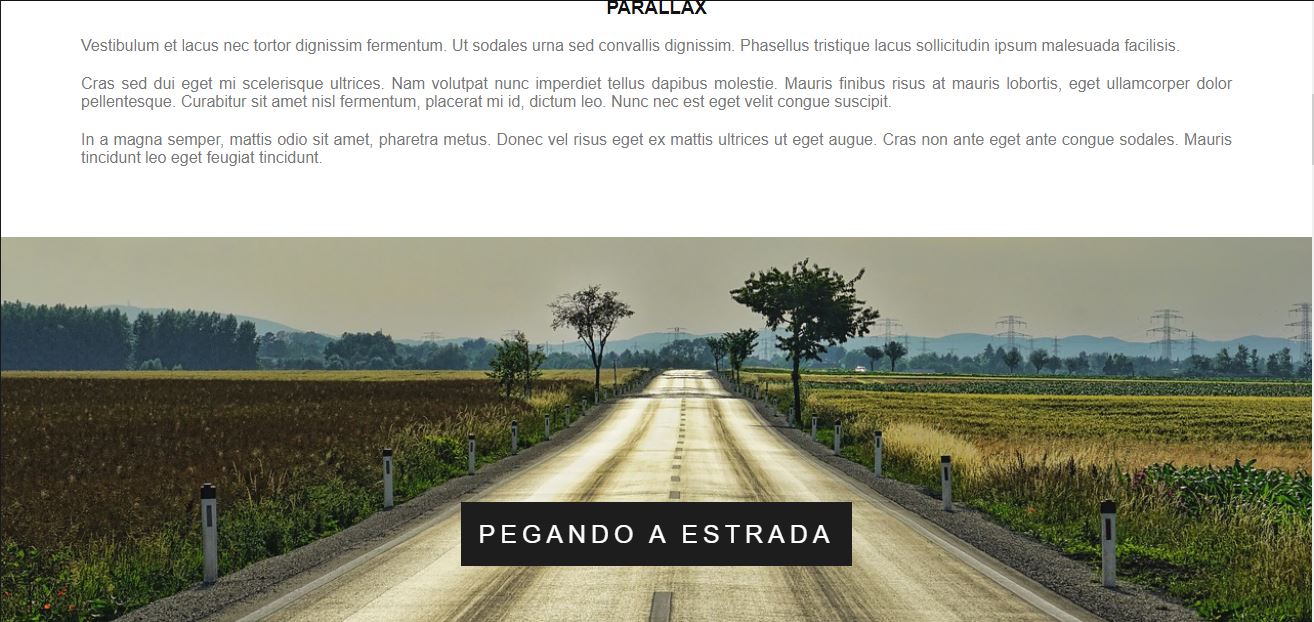 PARALLAX
Vestibulum et lacus nec tortor dignissim fermentum. Ut sodales urna sed convallis dignissim. Phasellus tristique lacus sollicitudin ipsum malesuada facilisis.
Cras sed dui eget mi scelerisque ultrices. Nam volutpat nunc imperdiet tellus dapibus molestie. Mauris finibus risus at mauris lobortis, eget ullamcorper dolor
pellentesque. Curabitur sit amet nisl fermentum, placerat mi id, dictum leo. Nunc nec est eget velit congue suscipit.
In a magna semper, mattis odio sit amet, pharetra metus. Donec vel risus eget ex mattis ultrices ut eget augue. Cras non ante eget ante congue sodales. Mauris
tincidunt leo eget feugiat tincidunt.
PEGANDO A ESTRADA